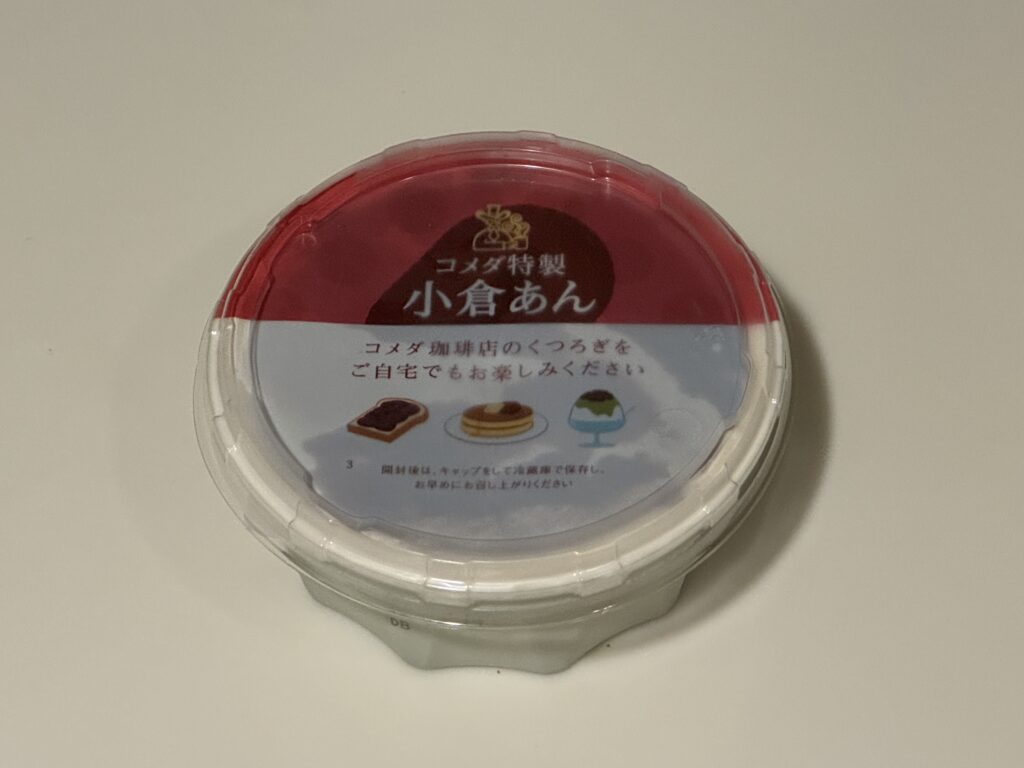 コメダ特製
小倉あん
コメダ珈琲店のくつろぎを
ご自宅でもお楽しみください
3
開封後は、キャップをして冷蔵庫で保存し、
お早めにお召し上がりください
DB